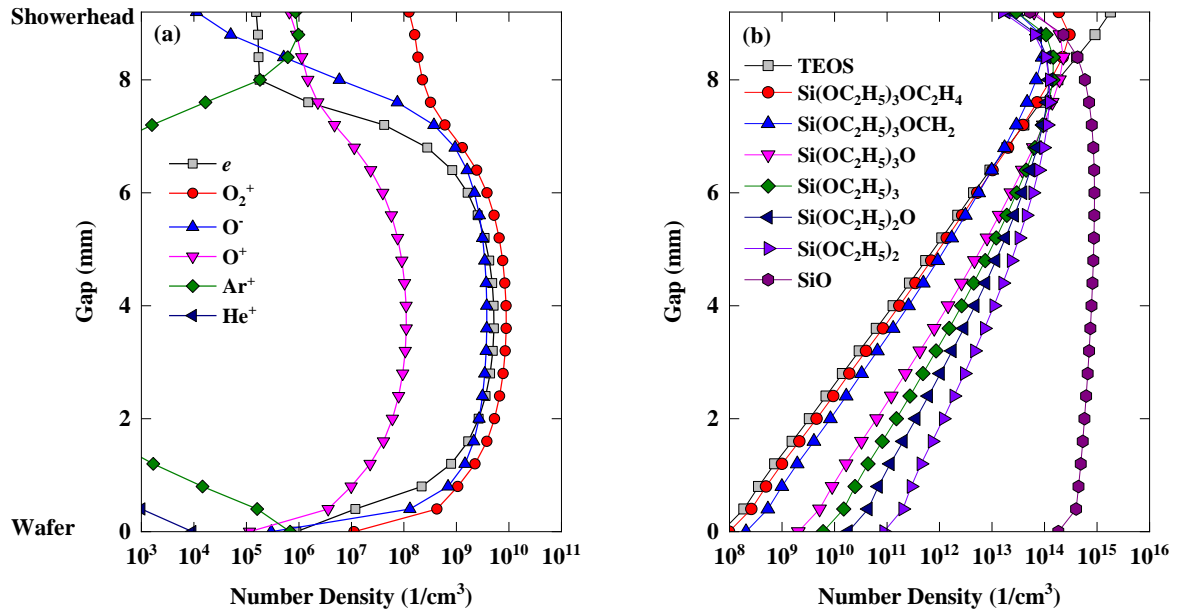 Showerhead
(a)
8
6
4
2
0
Wafer
Gap (mm)
e
O₂⁺
O⁻
O⁺
Ar⁺
He⁺
10³ 10⁴ 10⁵ 10⁶ 10⁷ 10⁸ 10⁹ 10¹⁰ 10¹¹
Number Density (1/cm³)
(b)
8
6
4
2
0
Gap (mm)
TEOS
Si(OC₂H₅)₃OC₂H₄
Si(OC₂H₅)₃OCH₂
Si(OC₂H₅)₃O
Si(OC₂H₅)₃
Si(OC₂H₅)₂O
Si(OC₂H₅)₂
SiO
10⁸ 10⁹ 10¹⁰ 10¹¹ 10¹² 10¹³ 10¹⁴ 10¹⁵ 10¹⁶
Number Density (1/cm³)